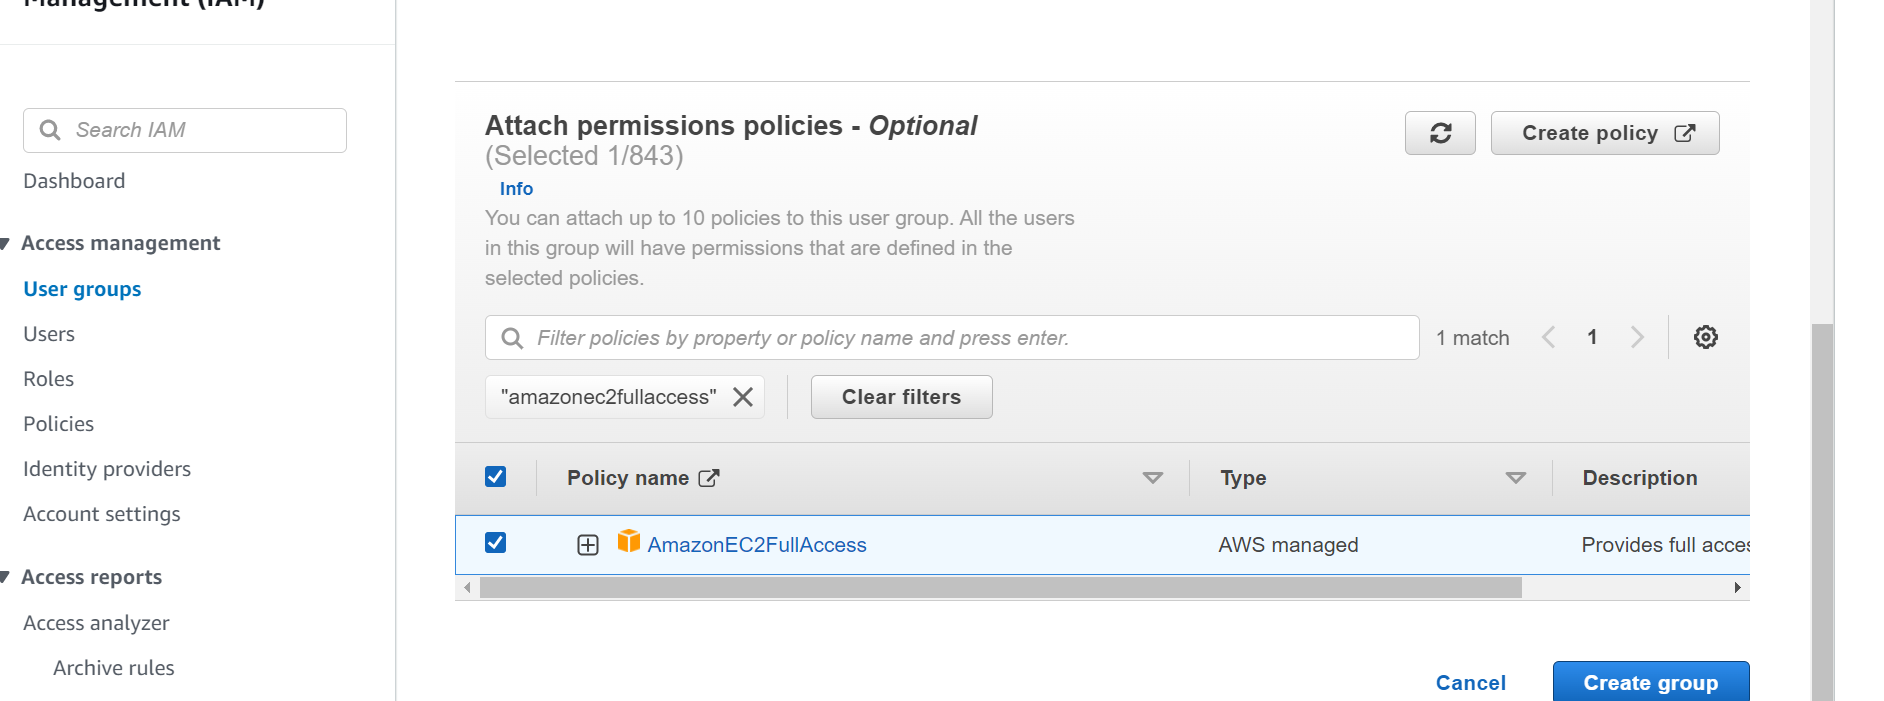 Management (IAM)
Search IAM
Dashboard
Access management
User groups
Users
Roles
Policies
Identity providers
Account settings
Access reports
Access analyzer
Archive rules
Attach permissions policies - Optional
(Selected 1/843)
Info
Create policy
You can attach up to 10 policies to this user group. All the users
in this group will have permissions that are defined in the
selected policies.
Filter policies by property or policy name and press enter.
1 match
1
"amazonec2fullaccess"
Clear filters
Policy name
Type
Description
AmazonEC2FullAccess
AWS managed
Provides full acces
Cancel
Create group